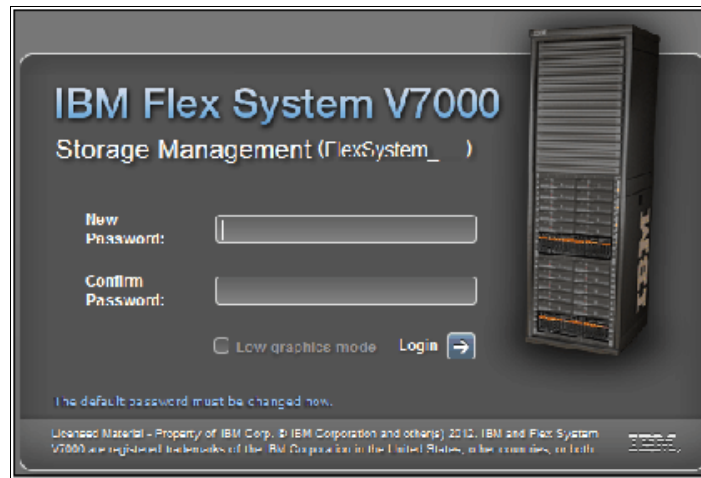 IBM Flex System V7000
Storage Management (FlexSystem_ )
New
Password:
Confirm
Password:
Low graphics mode
Login
The default password must be changed now.
Licensed Material - Property of IBM Corp. © IBM Corporation and other(s) 2012. IBM and Flex System
V7000 are registered trademarks of the IBM Corporation in the United States, other countries, or both.
IBM
IBM